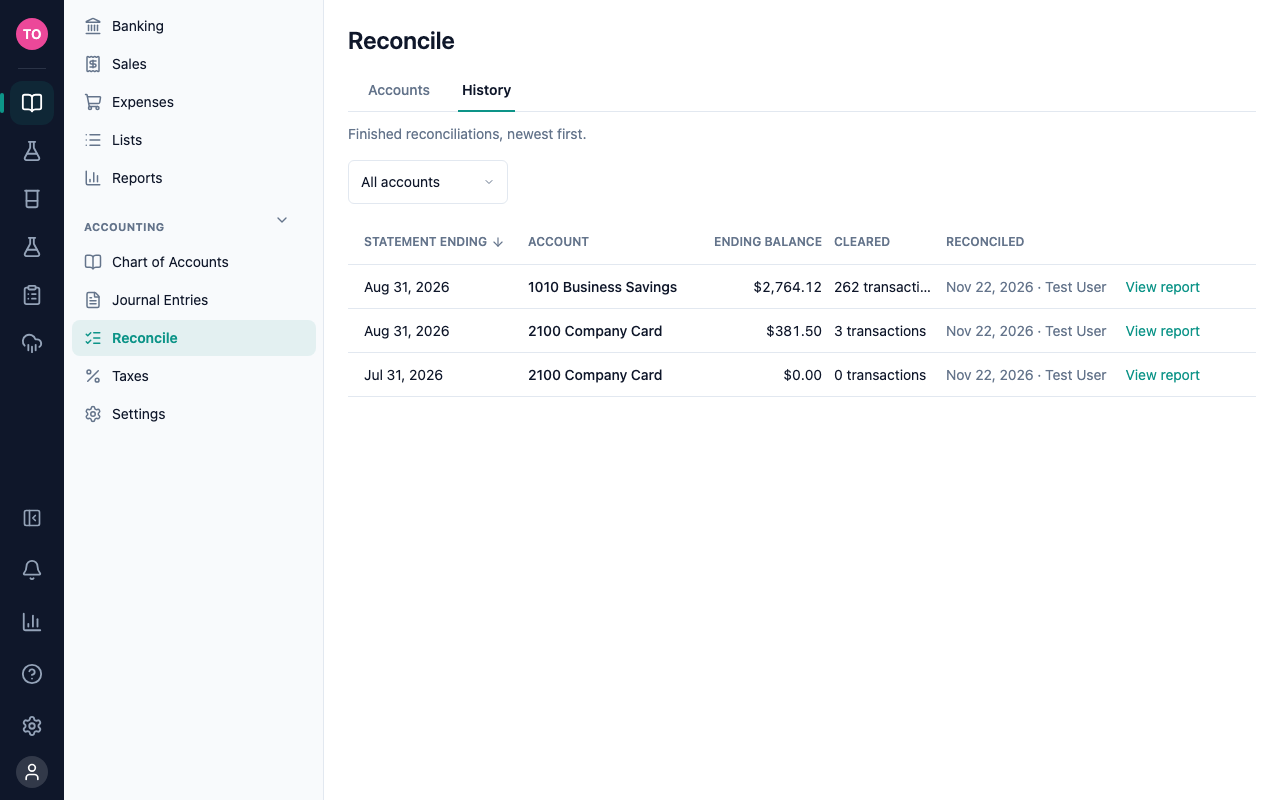 TO
Banking
Sales
Expenses
Lists
Reports
ACCOUNTING
Chart of Accounts
Journal Entries
Reconcile
Taxes
Settings
Reconcile
Accounts History
Finished reconciliations, newest first.
All accounts
STATEMENT ENDING ACCOUNT ENDING BALANCE CLEARED RECONCILED
Aug 31, 2026 1010 Business Savings $2,764.12 262 transacti... Nov 22, 2026 · Test User View report
Aug 31, 2026 2100 Company Card $381.50 3 transactions Nov 22, 2026 · Test User View report
Jul 31, 2026 2100 Company Card $0.00 0 transactions Nov 22, 2026 · Test User View report